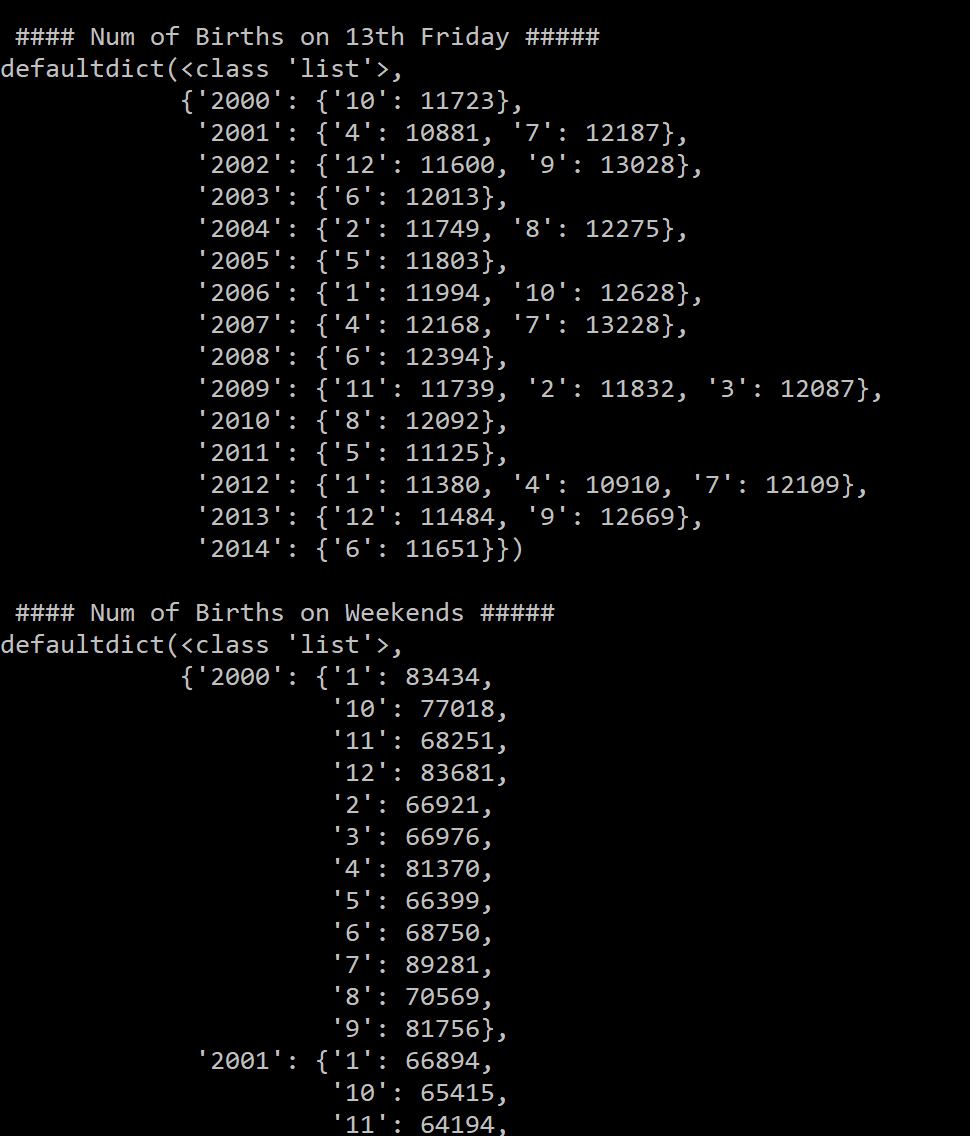 #### Num of Births on 13th Friday #####
defaultdict(<class 'list'>,
{'2000': {'10': 11723},
'2001': {'4': 10881, '7': 12187},
'2002': {'12': 11600, '9': 13028},
'2003': {'6': 12013},
'2004': {'2': 11749, '8': 12275},
'2005': {'5': 11803},
'2006': {'1': 11994, '10': 12628},
'2007': {'4': 12168, '7': 13228},
'2008': {'6': 12394},
'2009': {'11': 11739, '2': 11832, '3': 12087},
'2010': {'8': 12092},
'2011': {'5': 11125},
'2012': {'1': 11380, '4': 10910, '7': 12109},
'2013': {'12': 11484, '9': 12669},
'2014': {'6': 11651}})
#### Num of Births on Weekends #####
defaultdict(<class 'list'>,
{'2000': {'1': 83434,
'10': 77018,
'11': 68251,
'12': 83681,
'2': 66921,
'3': 66976,
'4': 81370,
'5': 66399,
'6': 68750,
'7': 89281,
'8': 70569,
'9': 81756},
'2001': {'1': 66894,
'10': 65415,
'11': 64194,